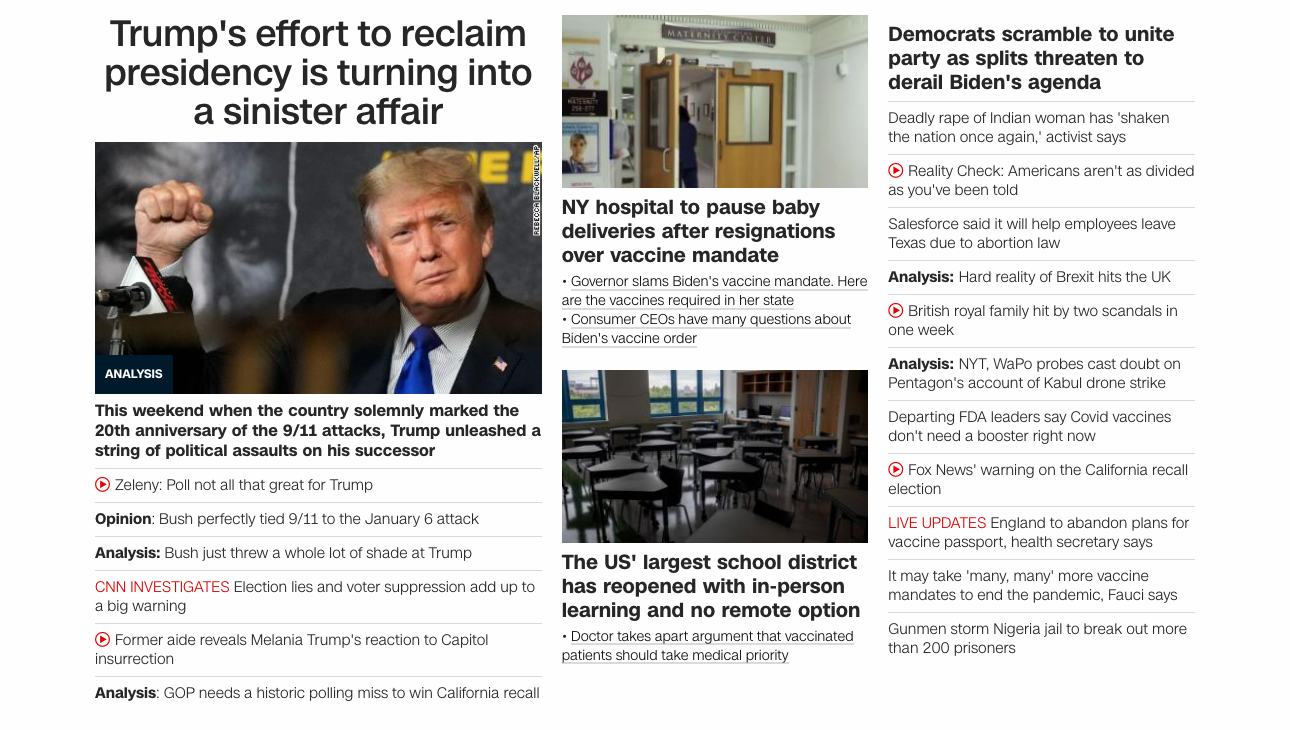 Trump's effort to reclaim
presidency is turning into
a sinister affair
REBECCA BLACKWELL/AP
ANALYSIS
This weekend when the country solemnly marked the
20th anniversary of the 9/11 attacks, Trump unleashed a
string of political assaults on his successor
Zeleny: Poll not all that great for Trump
Opinion: Bush perfectly tied 9/11 to the January 6 attack
Analysis: Bush just threw a whole lot of shade at Trump
CNN INVESTIGATES Election lies and voter suppression add up to
a big warning
Former aide reveals Melania Trump's reaction to Capitol
insurrection
Analysis: GOP needs a historic polling miss to win California recall
MATERNITY CENTER
MATERNITY
NY hospital to pause baby
deliveries after resignations
over vaccine mandate
• Governor slams Biden's vaccine mandate. Here
are the vaccines required in her state
• Consumer CEOs have many questions about
Biden's vaccine order
The US' largest school district
has reopened with in-person
learning and no remote option
• Doctor takes apart argument that vaccinated
patients should take medical priority
Democrats scramble to unite
party as splits threaten to
derail Biden's agenda
Deadly rape of Indian woman has 'shaken
the nation once again,' activist says
Reality Check: Americans aren't as divided
as you've been told
Salesforce said it will help employees leave
Texas due to abortion law
Analysis: Hard reality of Brexit hits the UK
British royal family hit by two scandals in
one week
Analysis: NYT, WaPo probes cast doubt on
Pentagon's account of Kabul drone strike
Departing FDA leaders say Covid vaccines
don't need a booster right now
Fox News' warning on the California recall
election
LIVE UPDATES England to abandon plans for
vaccine passport, health secretary says
It may take 'many, many' more vaccine
mandates to end the pandemic, Fauci says
Gunmen storm Nigeria jail to break out more
than 200 prisoners